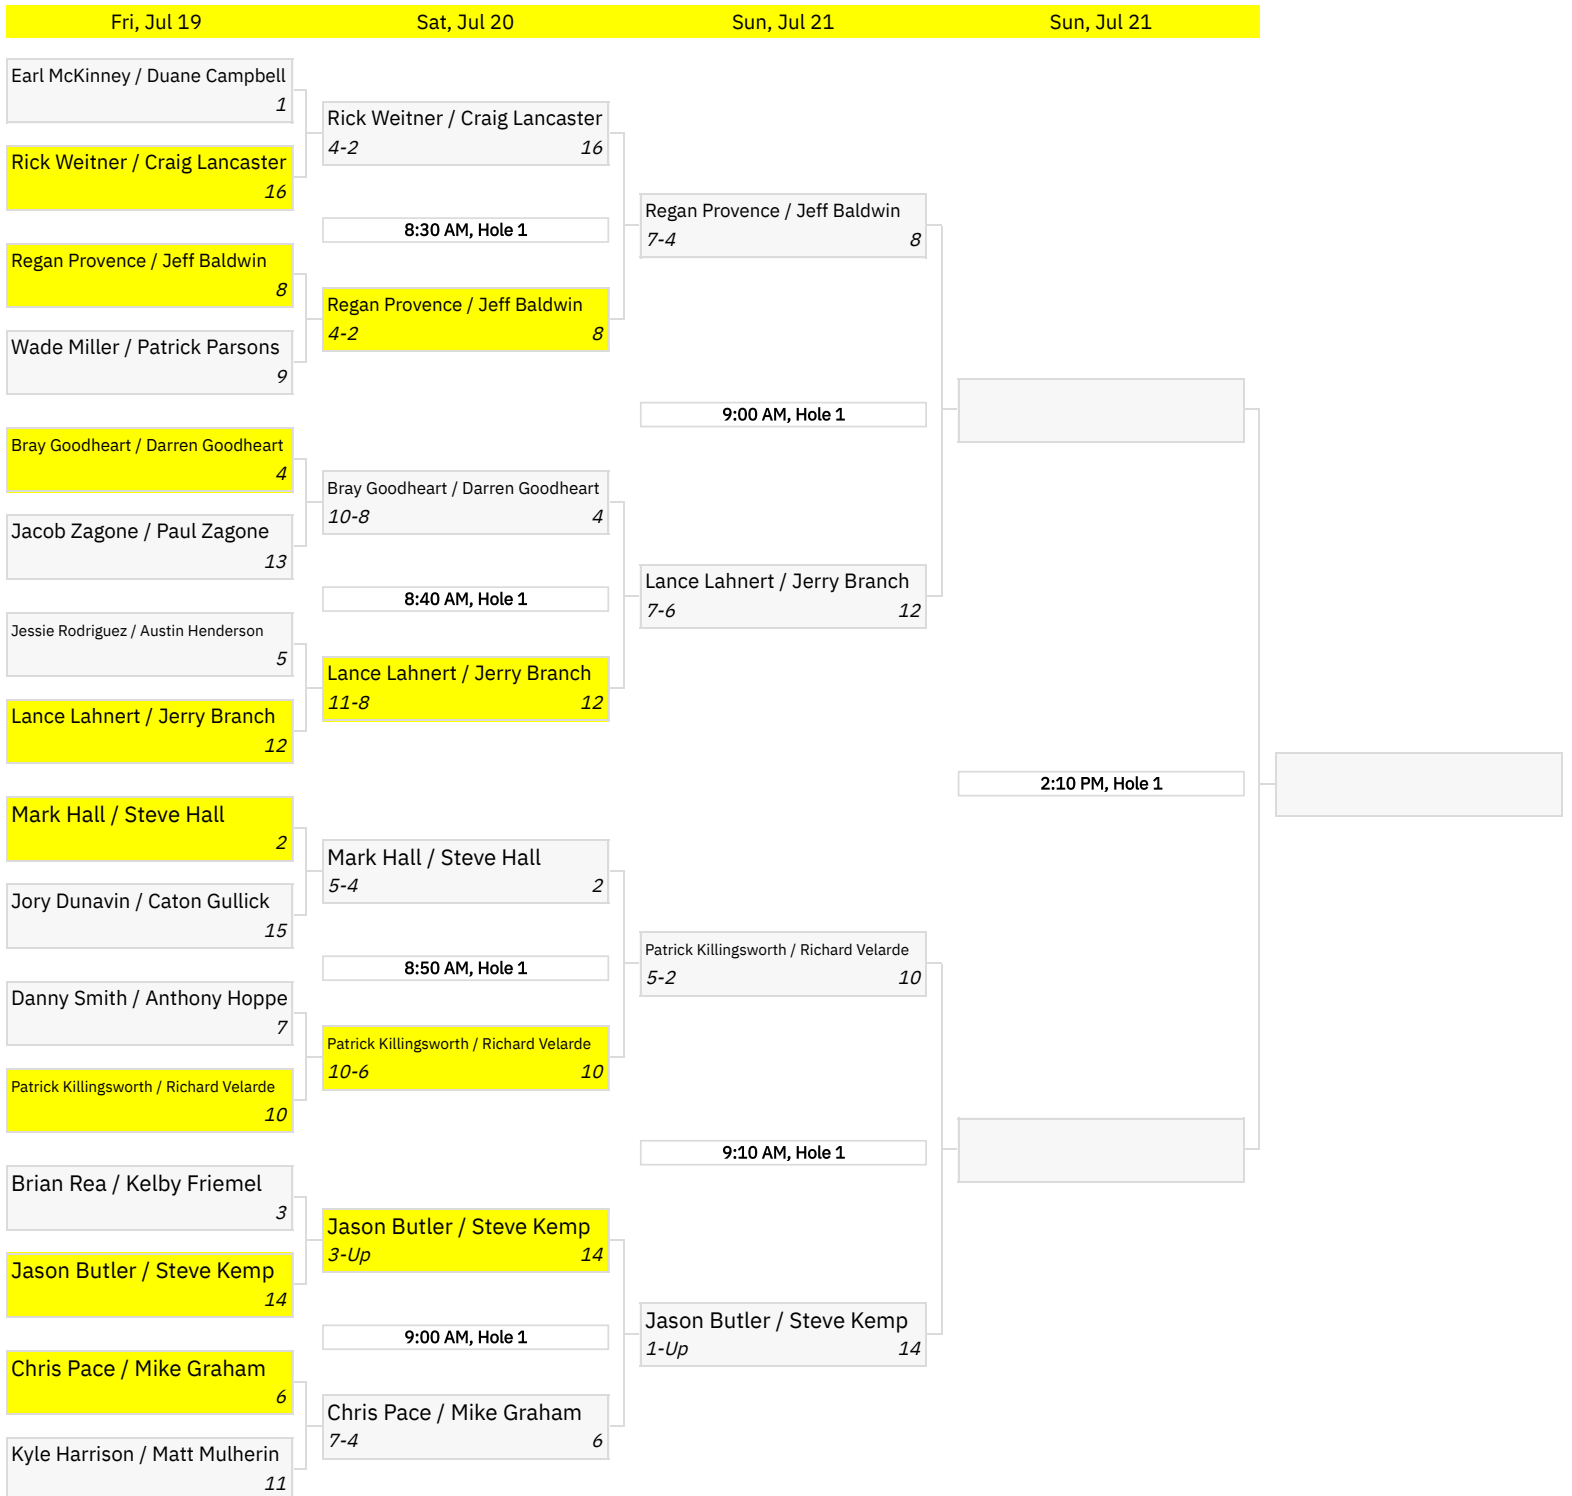 Fri, Jul 19
Sat, Jul 20
Sun, Jul 21
Sun, Jul 21
Earl McKinney / Duane Campbell
1
Rick Weitner / Craig Lancaster
16
Regan Provence / Jeff Baldwin
8
Wade Miller / Patrick Parsons
9
Bray Goodheart / Darren Goodheart
4
Jacob Zagone / Paul Zagone
13
Jessie Rodriguez / Austin Henderson
5
Lance Lahnert / Jerry Branch
12
Mark Hall / Steve Hall
2
Jory Dunavin / Caton Gullick
15
Danny Smith / Anthony Hoppe
7
Patrick Killingsworth / Richard Velarde
10
Brian Rea / Kelby Friemel
3
Jason Butler / Steve Kemp
14
Chris Pace / Mike Graham
6
Kyle Harrison / Matt Mulherin
11
Rick Weitner / Craig Lancaster
4-2 16
8:30 AM, Hole 1
Regan Provence / Jeff Baldwin
4-2 8
Bray Goodheart / Darren Goodheart
10-8 4
8:40 AM, Hole 1
Lance Lahnert / Jerry Branch
11-8 12
Mark Hall / Steve Hall
5-4 2
8:50 AM, Hole 1
Patrick Killingsworth / Richard Velarde
10-6 10
Jason Butler / Steve Kemp
3-Up 14
9:00 AM, Hole 1
Chris Pace / Mike Graham
7-4 6
Regan Provence / Jeff Baldwin
7-4 8
9:00 AM, Hole 1
Lance Lahnert / Jerry Branch
7-6 12
Patrick Killingsworth / Richard Velarde
5-2 10
9:10 AM, Hole 1
Jason Butler / Steve Kemp
1-Up 14
2:10 PM, Hole 1